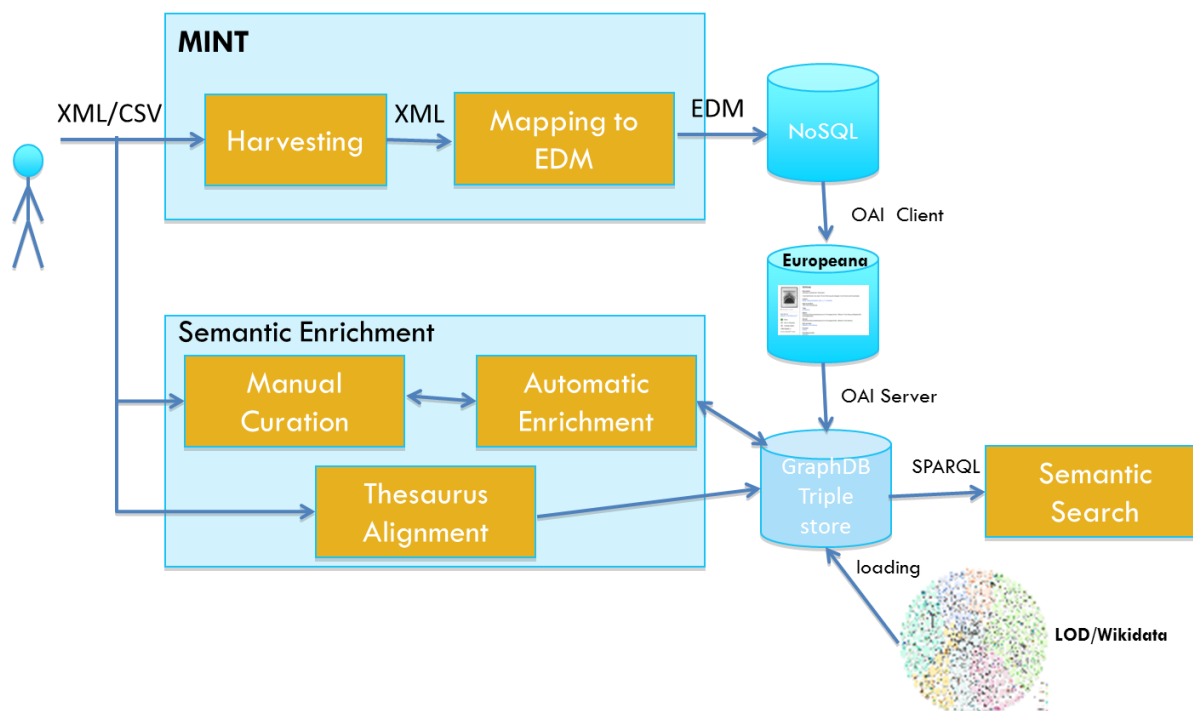 MINT
XML/CSV
Harvesting
XML
Mapping to
EDM
EDM
NoSQL
OAI Client
Europeana
Semantic Enrichment
Manual
Curation
Automatic
Enrichment
OAI Server
Thesaurus
Alignment
GraphDB
Triple
store
SPARQL
Semantic
Search
loading
LOD/Wikidata